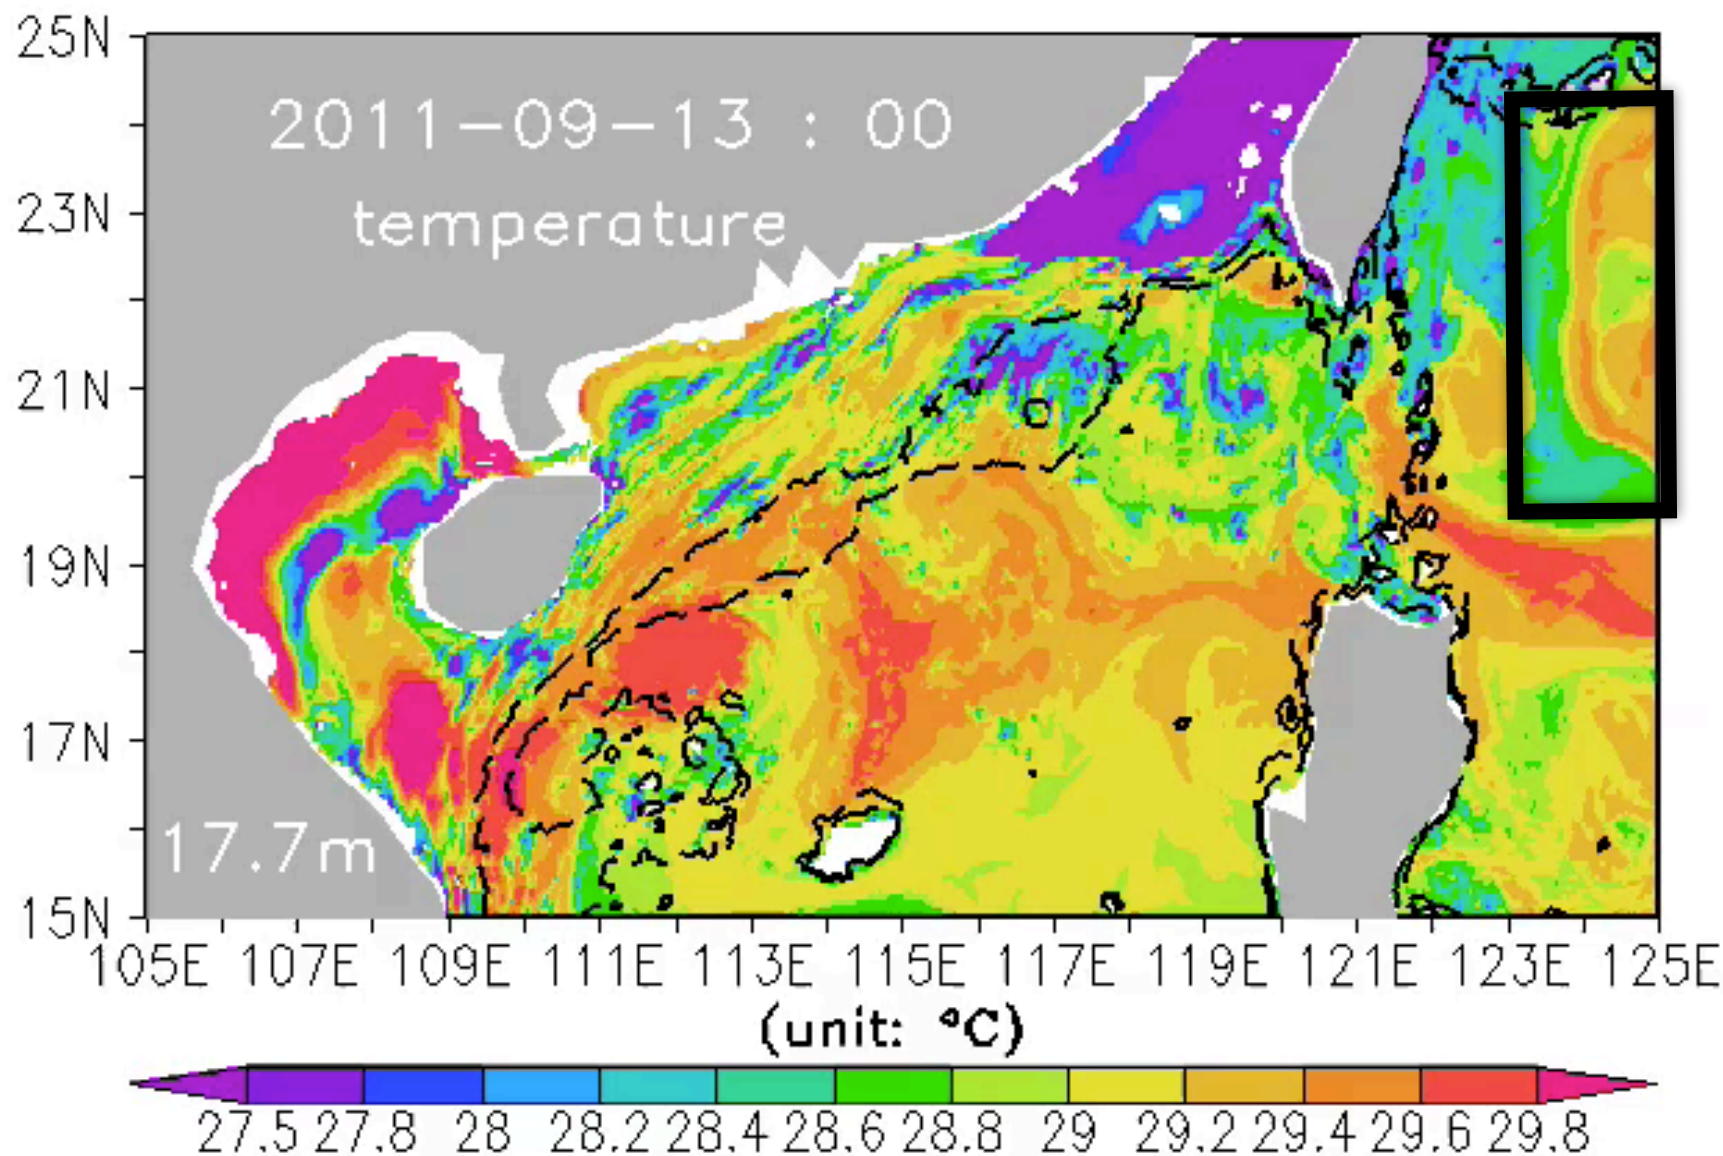 25N
2011-09-13 : 00
23N
temperature
21N
19N
17N
17.7m
15N
105E 107E 109E 111E 113E 115E 117E 119E 121E 123E 125E
(unit: °C)
27.5 27.8 28 28.2 28.4 28.6 28.8 29 29.2 29.4 29.6 29.8